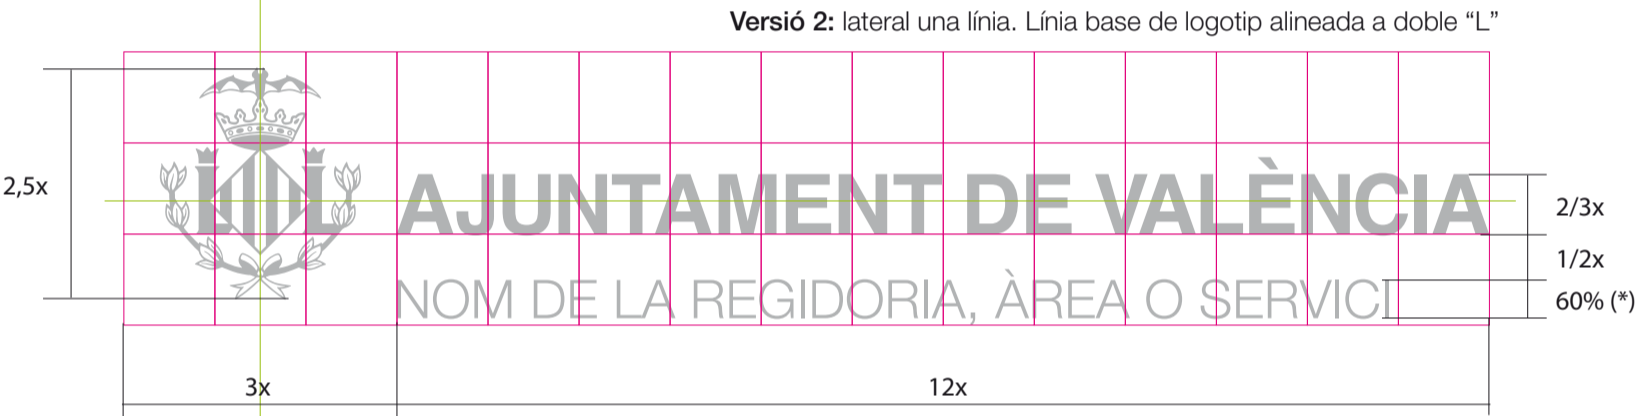 Versió 2: lateral una línia. Línia base de logotip alineada a doble “L”
2,5x
L L
AJUNTAMENT DE VALÈNCIA
2/3x
1/2x
NOM DE LA REGIDORIA, ÀREA O SERVICI
60% (*)
3x
12x